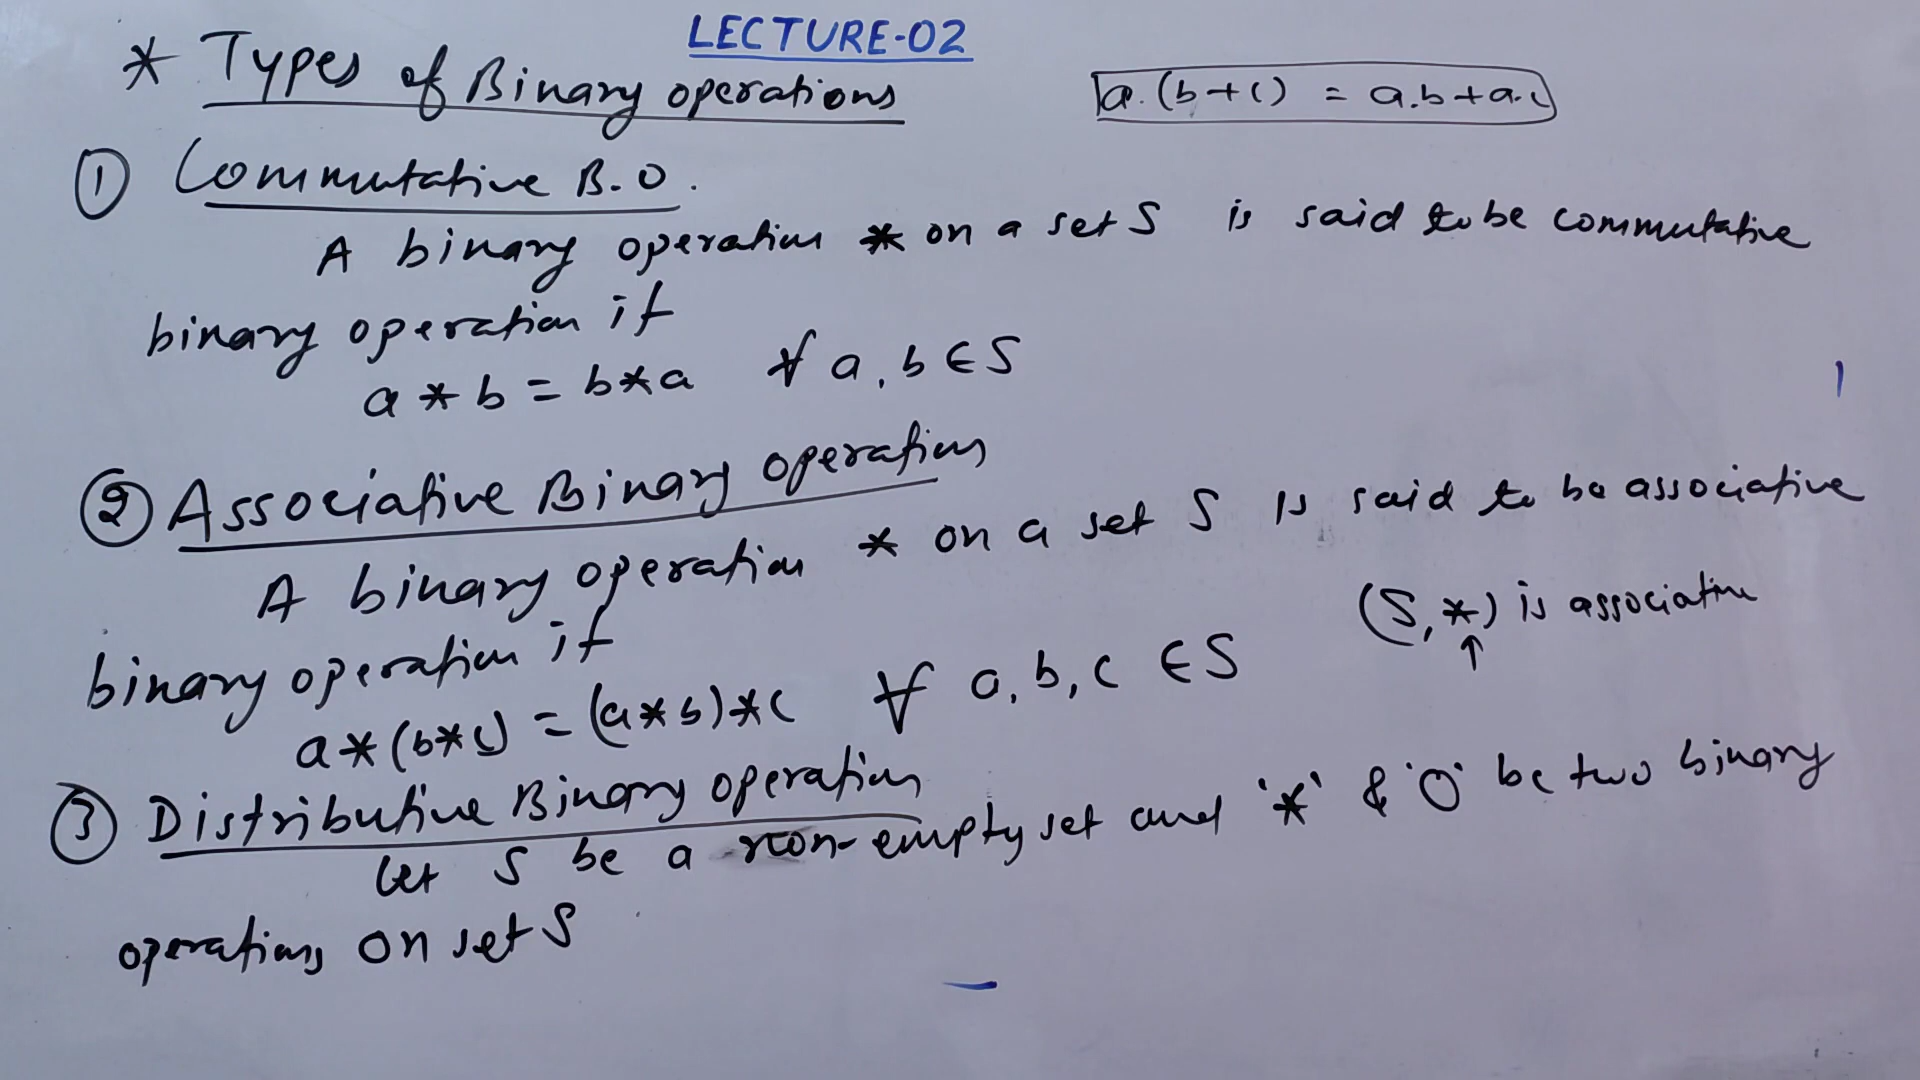 LECTURE-02
* Types of Binary operations
a.(b+c) = a.b+a.c
① Commutative B.O.
A binary operation * on a set S is said to be commutative
binary operation if
a * b = b*a ∀ a, b ∈ S
② Associative Binary operation
A binary operation * on a set S is said to be associative
binary operation if
(S, *) is associative
↑
a*(b*c) = (a*b)*c ∀ a, b, c ∈ S
③ Distributive Binary operation
Let S be a non-empty set and '*' & 'O' be two binary
operations on set S